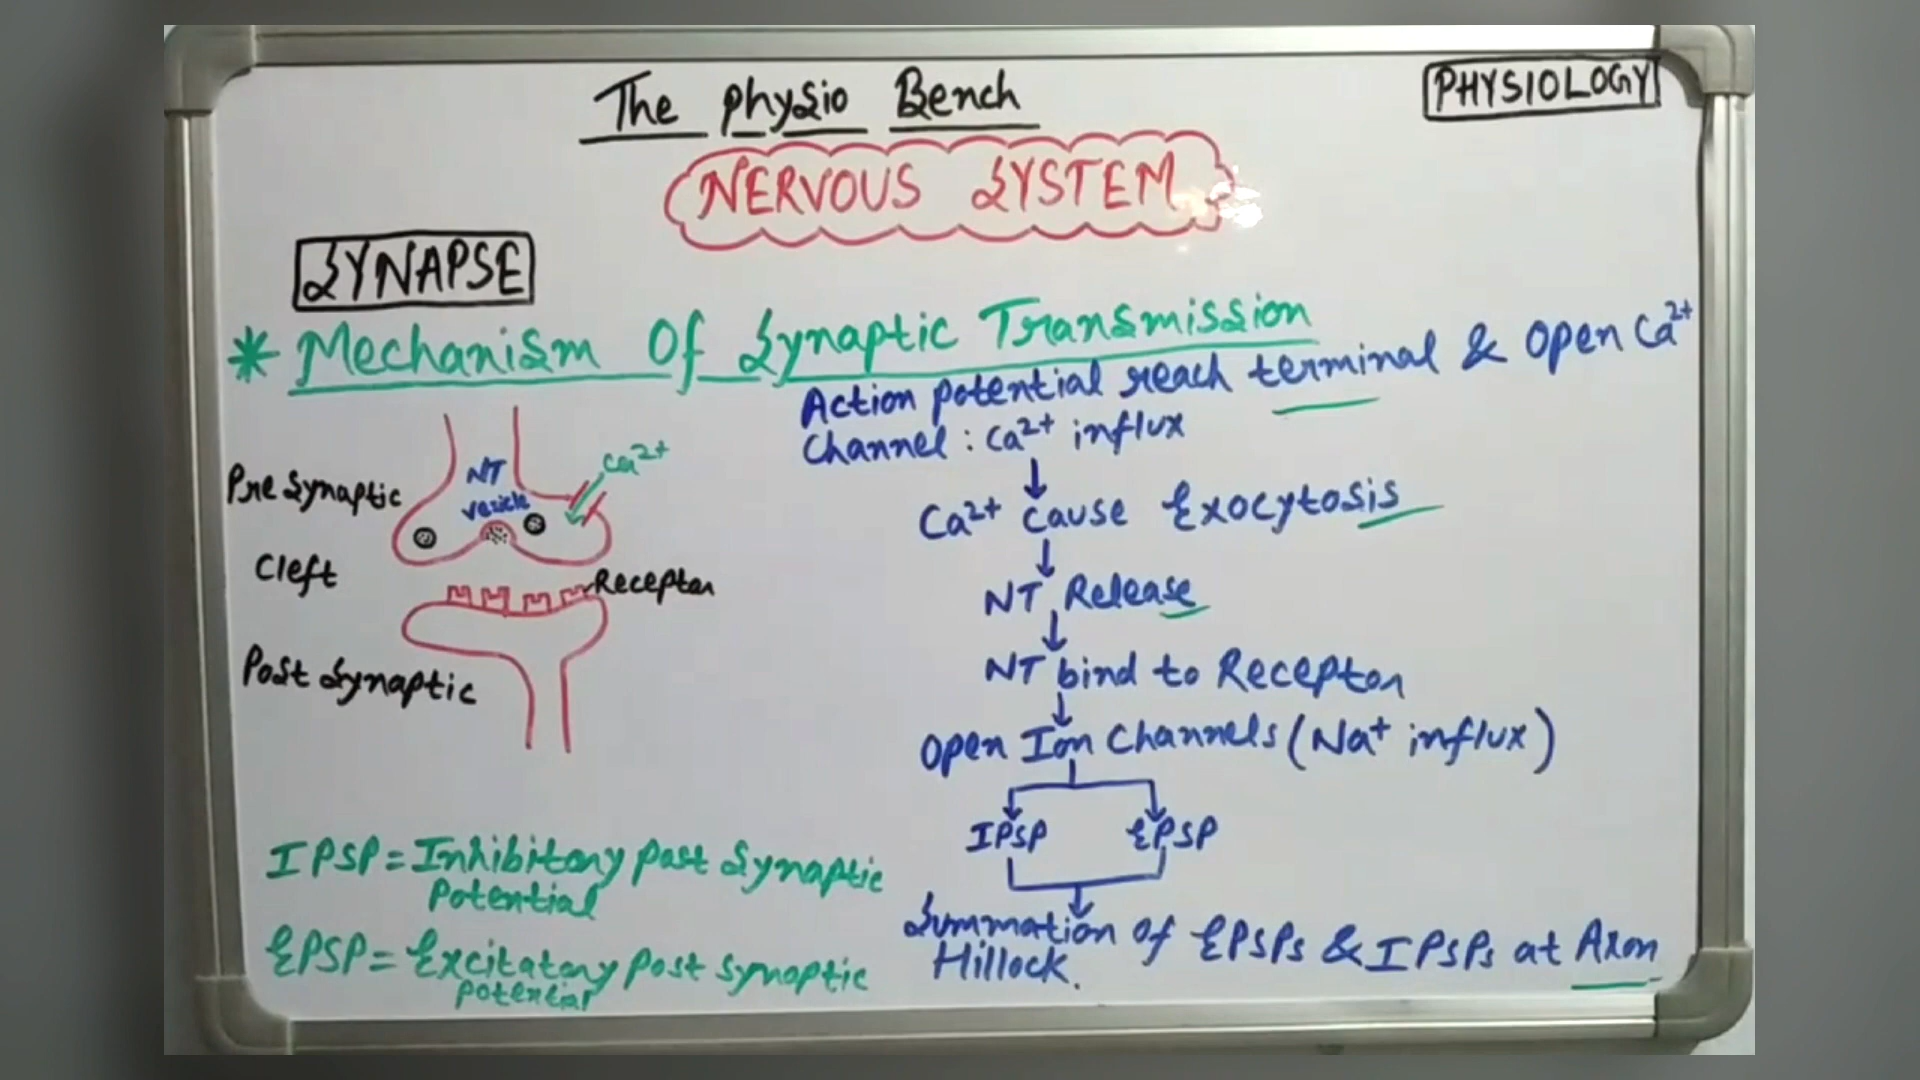 The Physio Bench
PHYSIOLOGY
NERVOUS SYSTEM
SYNAPSE
* Mechanism Of Synaptic Transmission
Action potential reach terminal & Open Ca²⁺
Channel : Ca²⁺ influx
Ca²⁺ cause Exocytosis
NT Release
NT bind to Receptor
Open Ion Channels (Na⁺ influx)
IPSP EPSP
Summation Of EPSPs & IPSPs at Axon
Hillock.
Ca²⁺
NT
vesicle
Pre Synaptic
Cleft
Receptor
Post Synaptic
IPSP = Inhibitory Post Synaptic
Potential
EPSP = Excitatory Post Synaptic
Potential